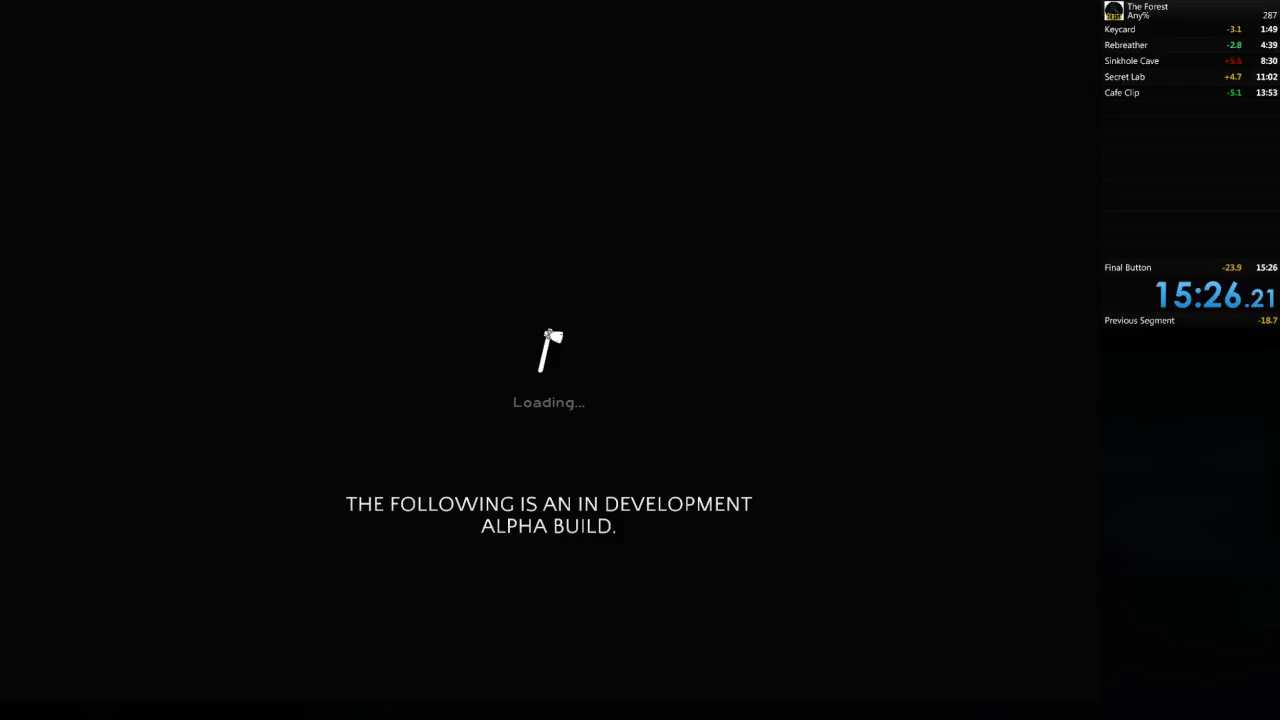 The Forest
Any% 287
Keycard -3.1 1:49
Rebreather -2.8 4:39
Sinkhole Cave +5.5 8:30
Secret Lab +4.7 11:02
Cafe Clip -5.1 13:53
Final Button -23.9 15:26
15:26.21
Previous Segment -18.7
Loading...
THE FOLLOWING IS AN IN DEVELOPMENT
ALPHA BUILD.